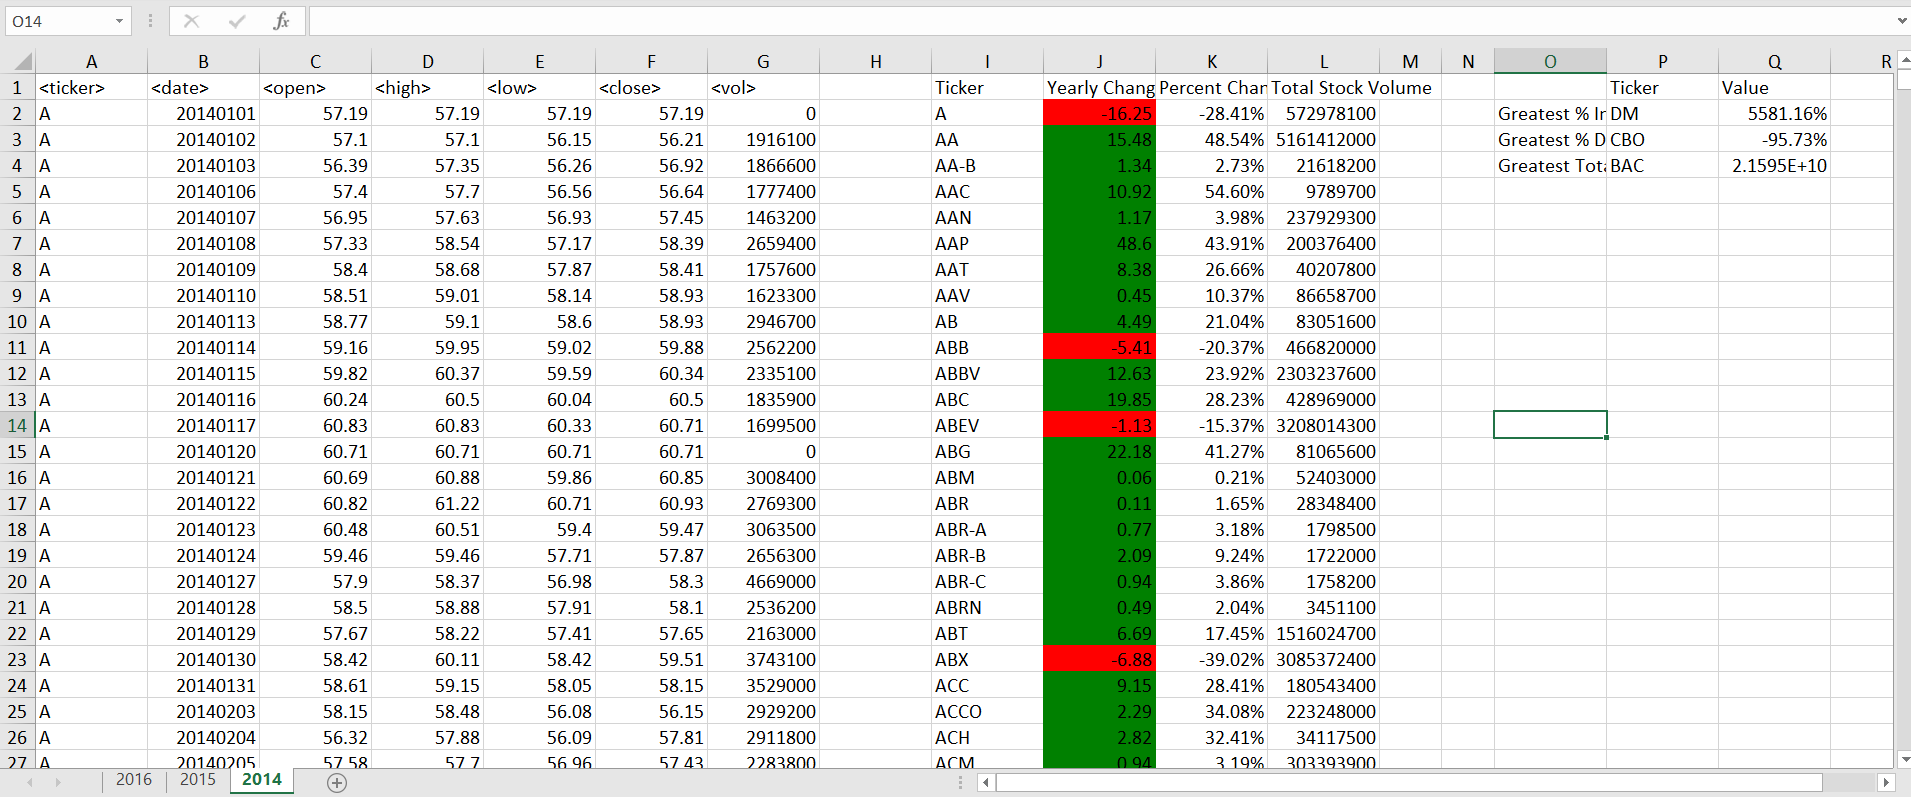 O14 fx
A B C D E F G H I J K L M N O P Q R
1 <ticker> <date> <open> <high> <low> <close> <vol> Ticker Yearly Chang Percent Chan Total Stock Volume Ticker Value
2 A 20140101 57.19 57.19 57.19 57.19 0 A -16.25 -28.41% 572978100 Greatest % In DM 5581.16%
3 A 20140102 57.1 57.1 56.15 56.21 1916100 AA 15.48 48.54% 5161412000 Greatest % D CBO -95.73%
4 A 20140103 56.39 57.35 56.26 56.92 1866600 AA-B 1.34 2.73% 21618200 Greatest Tota BAC 2.1595E+10
5 A 20140106 57.4 57.7 56.56 56.64 1777400 AAC 10.92 54.60% 9789700
6 A 20140107 56.95 57.63 56.93 57.45 1463200 AAN 1.17 3.98% 237929300
7 A 20140108 57.33 58.54 57.17 58.39 2659400 AAP 48.6 43.91% 200376400
8 A 20140109 58.4 58.68 57.87 58.41 1757600 AAT 8.38 26.66% 40207800
9 A 20140110 58.51 59.01 58.14 58.93 1623300 AAV 0.45 10.37% 86658700
10 A 20140113 58.77 59.1 58.6 58.93 2946700 AB 4.49 21.04% 83051600
11 A 20140114 59.16 59.95 59.02 59.88 2562200 ABB -5.41 -20.37% 466820000
12 A 20140115 59.82 60.37 59.59 60.34 2335100 ABBV 12.63 23.92% 2303237600
13 A 20140116 60.24 60.5 60.04 60.5 1835900 ABC 19.85 28.23% 428969000
14 A 20140117 60.83 60.83 60.33 60.71 1699500 ABEV -1.13 -15.37% 3208014300
15 A 20140120 60.71 60.71 60.71 60.71 0 ABG 22.18 41.27% 81065600
16 A 20140121 60.69 60.88 59.86 60.85 3008400 ABM 0.06 0.21% 52403000
17 A 20140122 60.82 61.22 60.71 60.93 2769300 ABR 0.11 1.65% 28348400
18 A 20140123 60.48 60.51 59.4 59.47 3063500 ABR-A 0.77 3.18% 1798500
19 A 20140124 59.46 59.46 57.71 57.87 2656300 ABR-B 2.09 9.24% 1722000
20 A 20140127 57.9 58.37 56.98 58.3 4669000 ABR-C 0.94 3.86% 1758200
21 A 20140128 58.5 58.88 57.91 58.1 2536200 ABRN 0.49 2.04% 3451100
22 A 20140129 57.67 58.22 57.41 57.65 2163000 ABT 6.69 17.45% 1516024700
23 A 20140130 58.42 60.11 58.42 59.51 3743100 ABX -6.88 -39.02% 3085372400
24 A 20140131 58.61 59.15 58.05 58.15 3529000 ACC 9.15 28.41% 180543400
25 A 20140203 58.15 58.48 56.08 56.15 2929200 ACCO 2.29 34.08% 223248000
26 A 20140204 56.32 57.88 56.09 57.81 2911800 ACH 2.82 32.41% 34117500
27 A 20140205 57.58 57.7 56.96 57.43 2283800 ACM 0.94 3.19% 303393900
2016 2015 2014